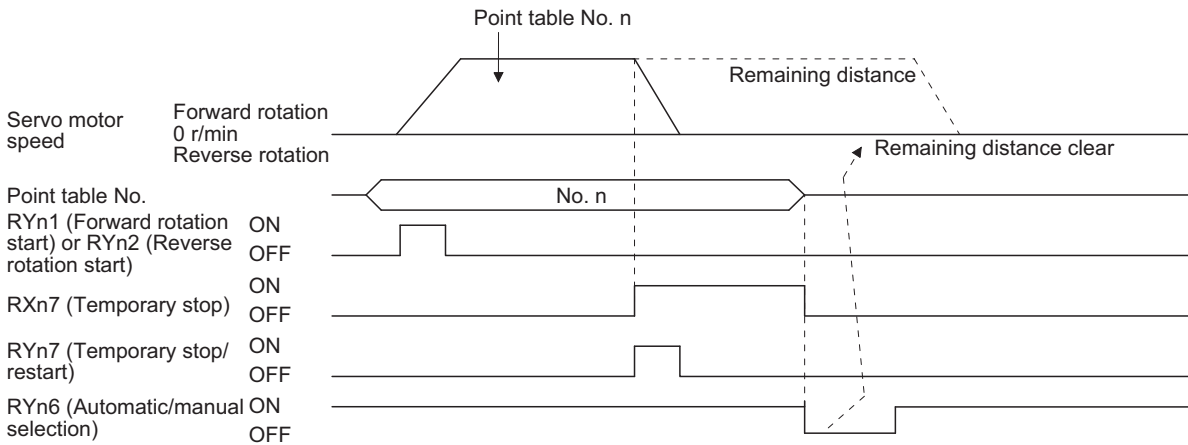 Point table No. n
Remaining distance
Servo motor
speed
Forward rotation
0 r/min
Reverse rotation
Remaining distance clear
Point table No.
No. n
RYn1 (Forward rotation
start) or RYn2 (Reverse
rotation start)
ON
OFF
RXn7 (Temporary stop)
ON
OFF
RYn7 (Temporary stop/
restart)
ON
OFF
RYn6 (Automatic/manual
selection)
ON
OFF